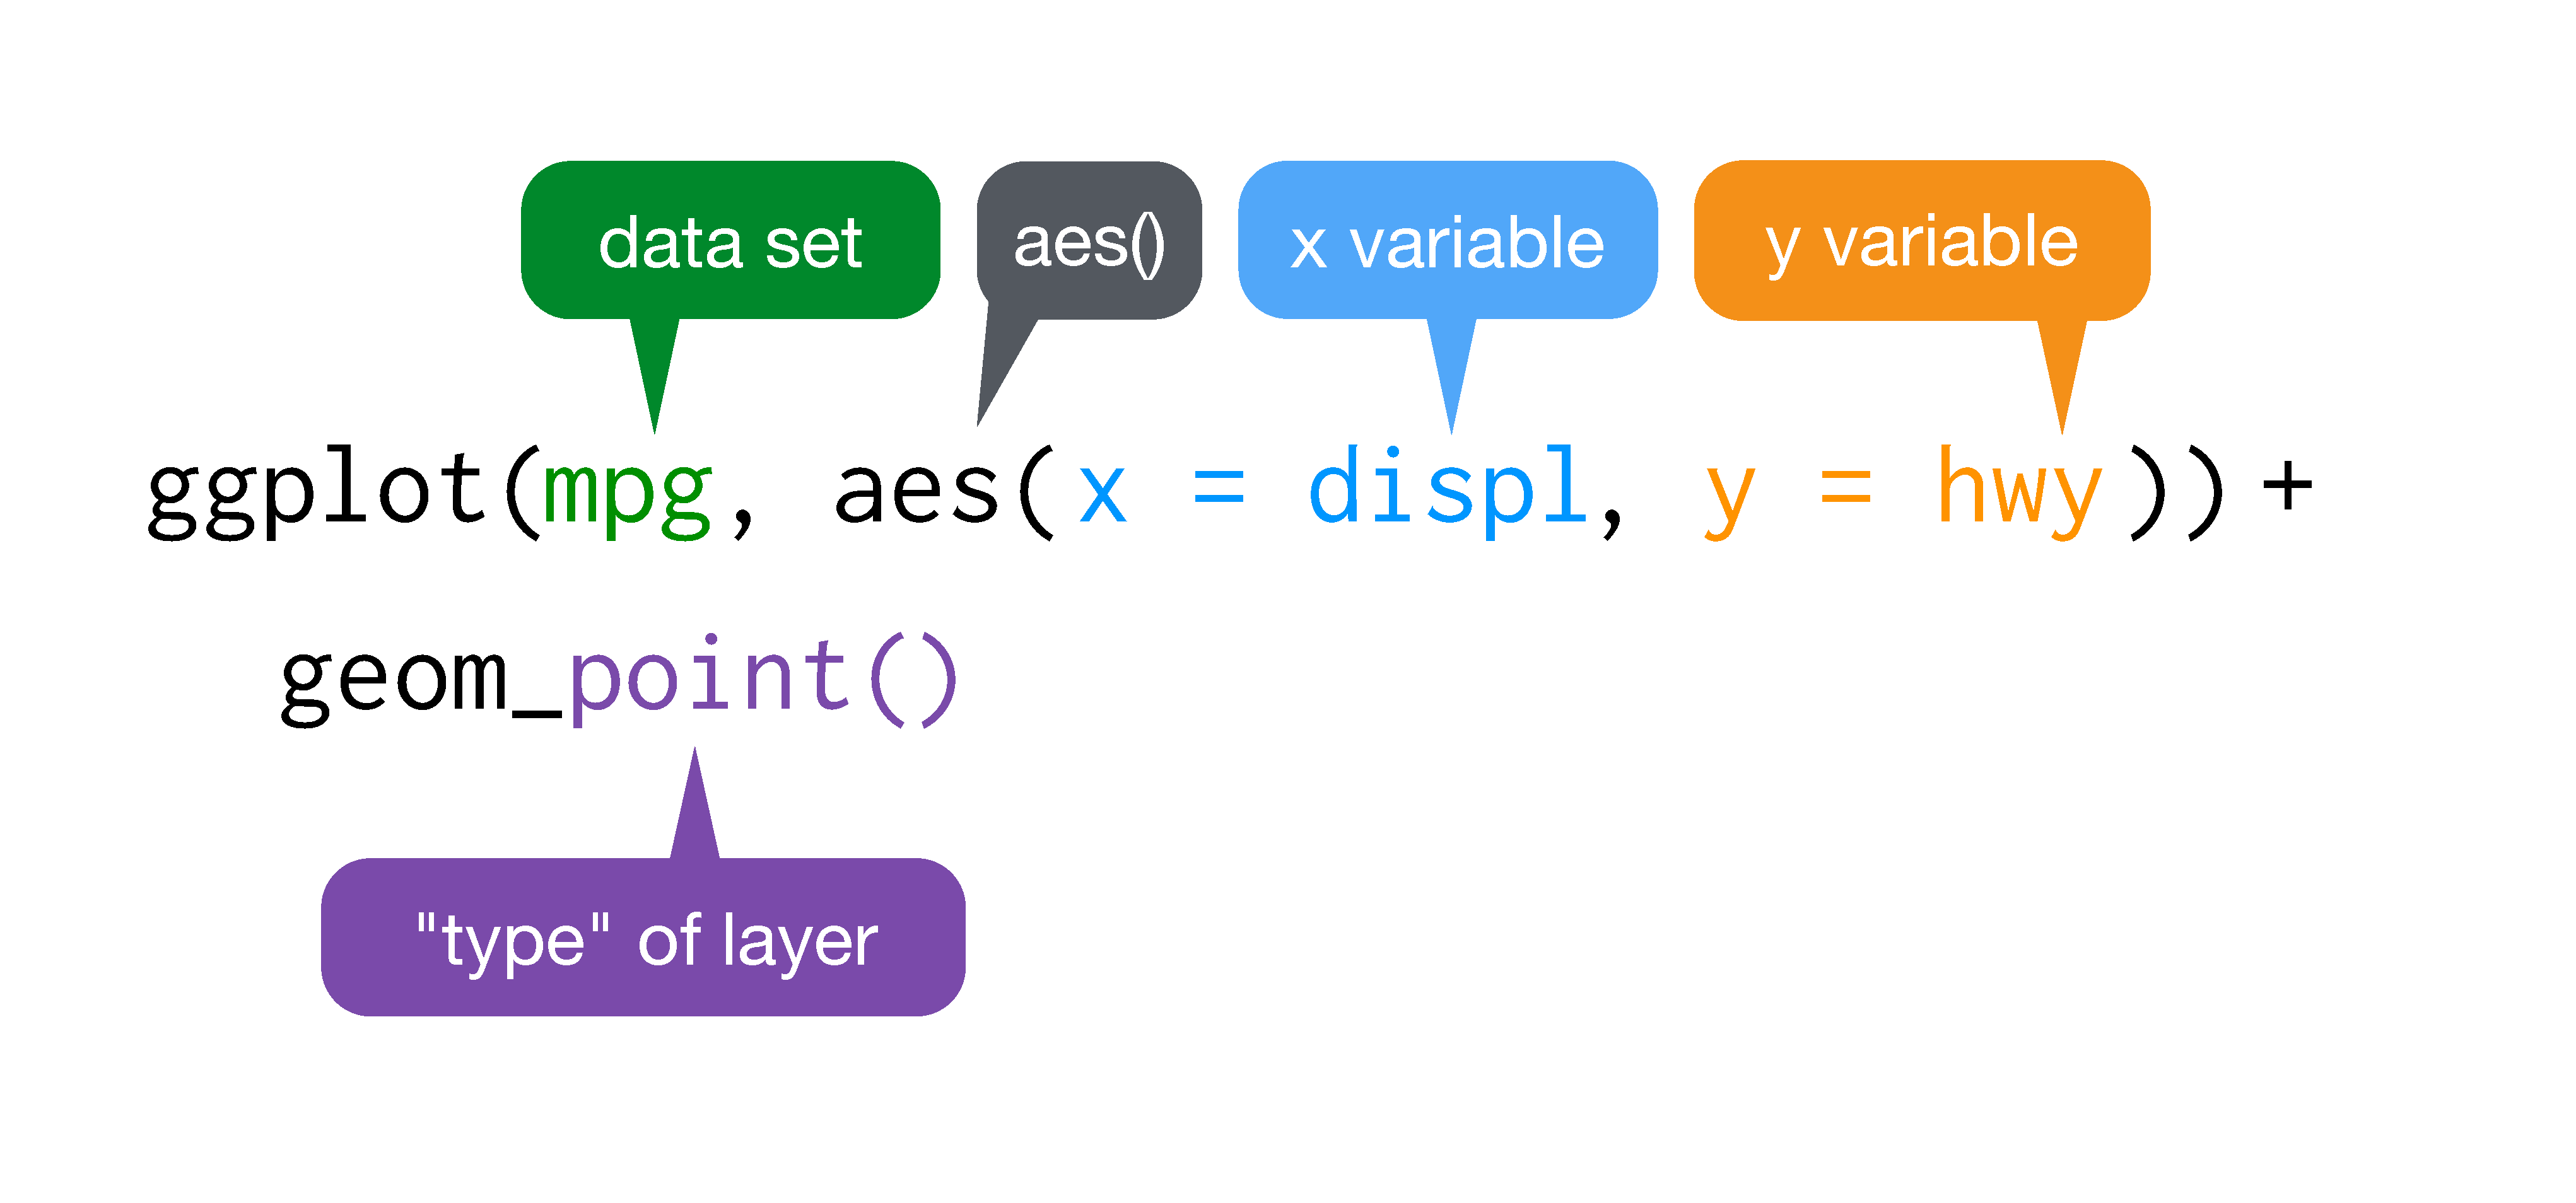 data set
aes()
x variable
y variable
ggplot(mpg, aes(x = displ, y = hwy)) +
geom_point()
"type" of layer